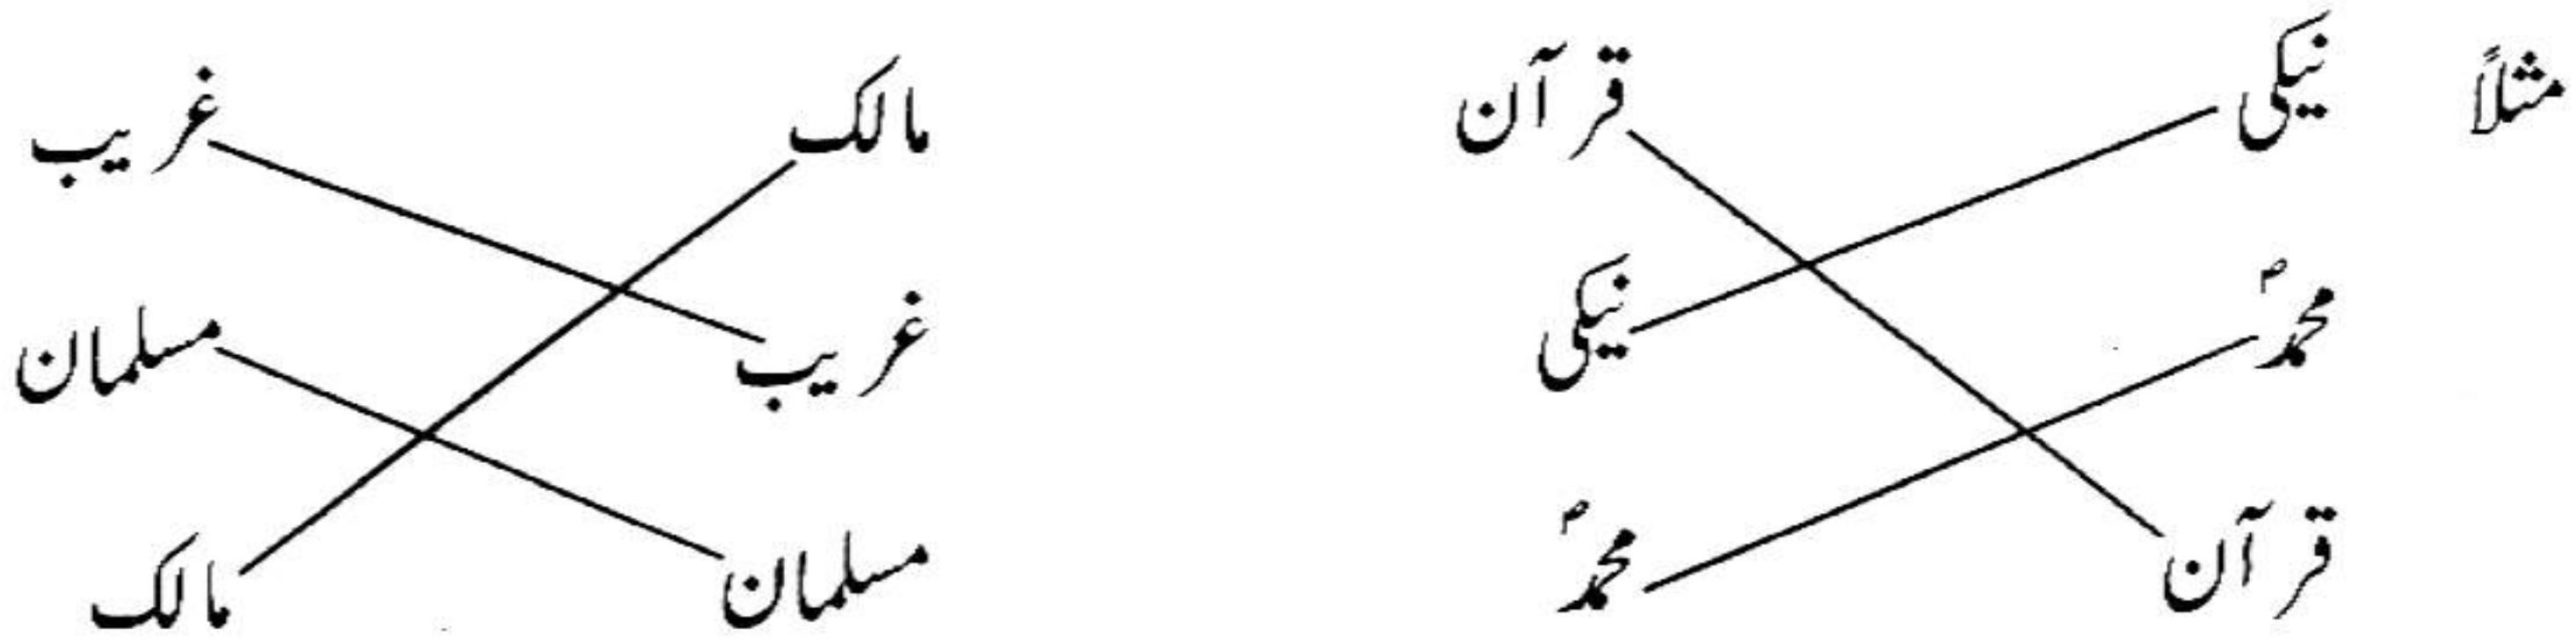 مثلاً نیکی قرآن مالک غریب
محمدؐ نیکی غریب مسلمان
قرآن محمدؐ مسلمان مالک